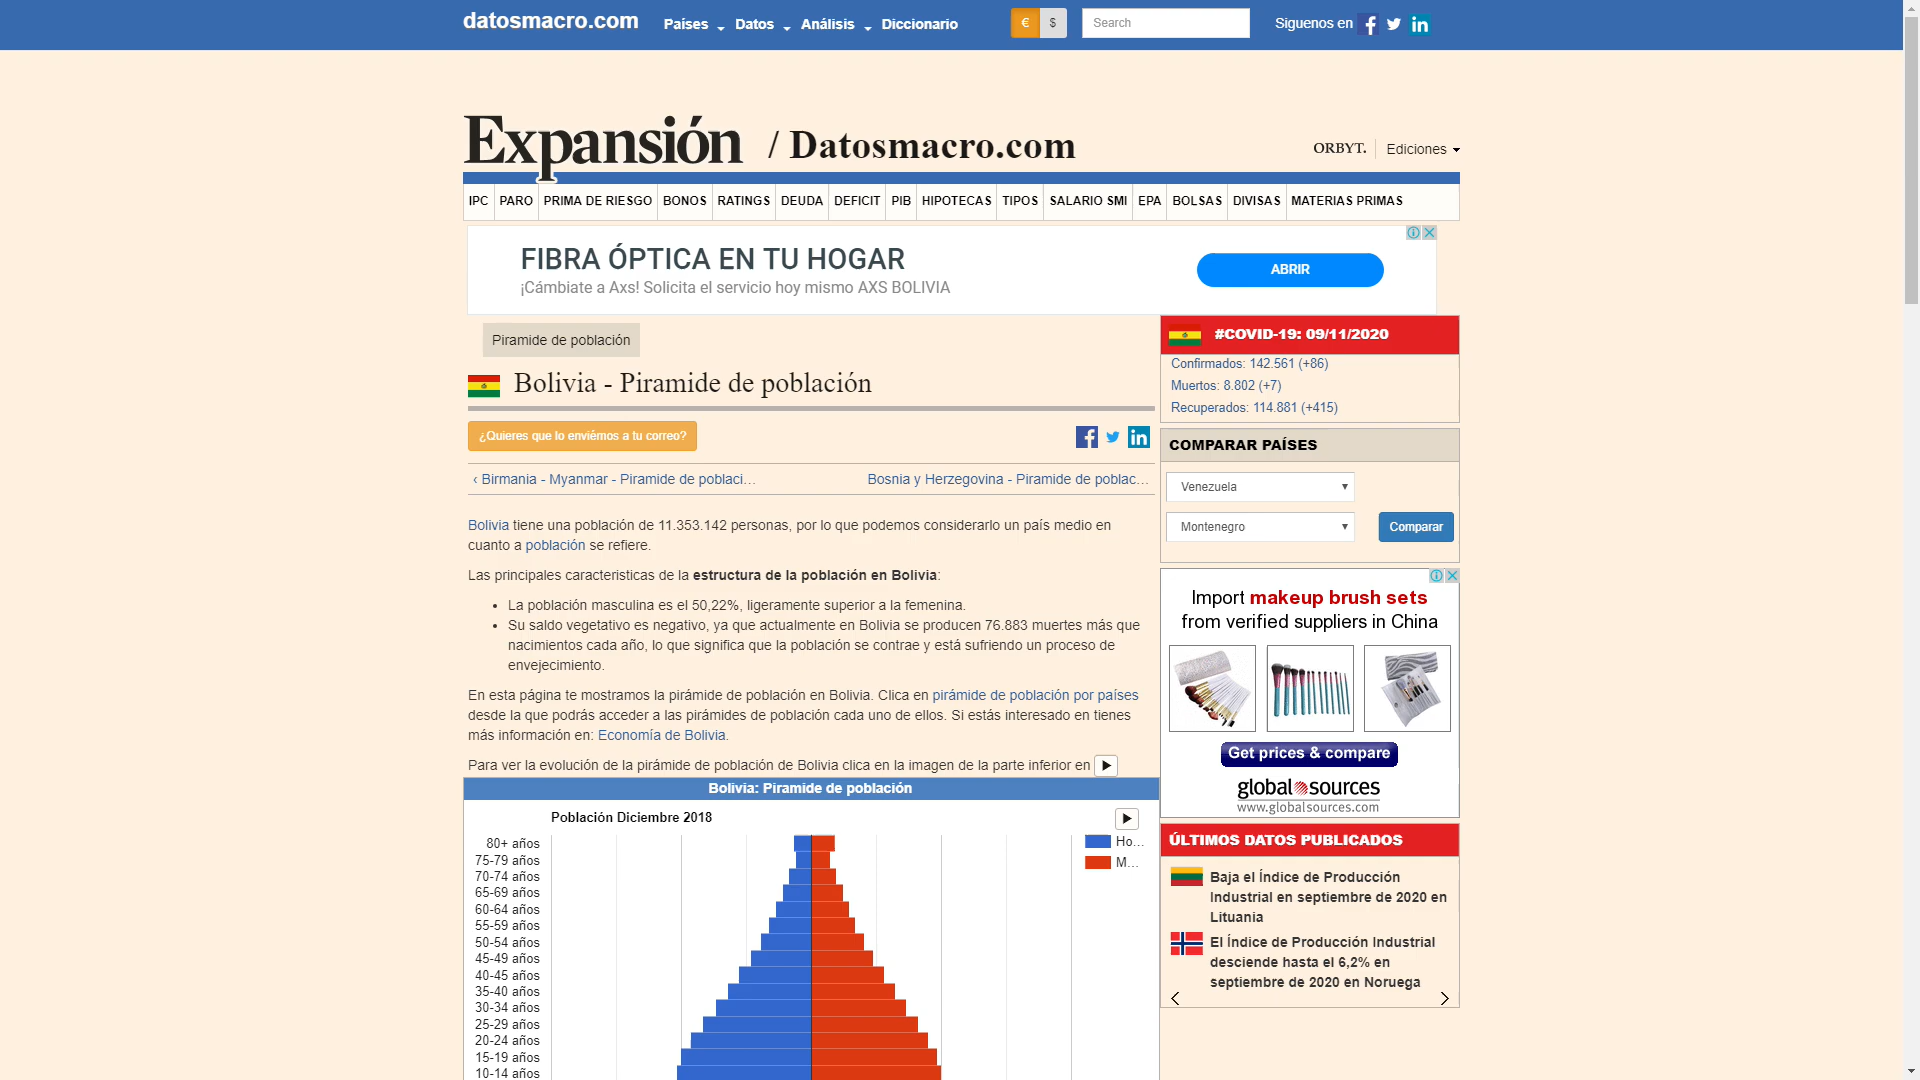 datosmacro.com Países Datos Análisis Diccionario € $ Search Siguenos en
Expansión / Datosmacro.com
ORBYT. Ediciones
IPC PARO PRIMA DE RIESGO BONOS RATINGS DEUDA DEFICIT PIB HIPOTECAS TIPOS SALARIO SMI EPA BOLSAS DIVISAS MATERIAS PRIMAS
FIBRA ÓPTICA EN TU HOGAR
¡Cámbiate a Axs! Solicita el servicio hoy mismo AXS BOLIVIA
ABRIR
Piramide de población
Bolivia - Piramide de población
¿Quieres que lo enviémos a tu correo?
‹ Birmania - Myanmar - Piramide de poblaci…
Bosnia y Herzegovina - Piramide de poblac…
Bolivia tiene una población de 11.353.142 personas, por lo que podemos considerarlo un país medio en
cuanto a población se refiere.
Las principales caracteristicas de la estructura de la población en Bolivia:
• La población masculina es el 50,22%, ligeramente superior a la femenina.
• Su saldo vegetativo es negativo, ya que actualmente en Bolivia se producen 76.883 muertes más que
nacimientos cada año, lo que significa que la población se contrae y está sufriendo un proceso de
envejecimiento.
En esta página te mostramos la pirámide de población en Bolivia. Clica en pirámide de población por países
desde la que podrás acceder a las pirámides de población cada uno de ellos. Si estás interesado en tienes
más información en: Economía de Bolivia.
Para ver la evolución de la pirámide de población de Bolivia clica en la imagen de la parte inferior en
Bolivia: Piramide de población
Población Diciembre 2018
Ho...
M...
80+ años
75-79 años
70-74 años
65-69 años
60-64 años
55-59 años
50-54 años
45-49 años
40-45 años
35-40 años
30-34 años
25-29 años
20-24 años
15-19 años
10-14 años
#COVID-19: 09/11/2020
Confirmados: 142.561 (+86)
Muertos: 8.802 (+7)
Recuperados: 114.881 (+415)
COMPARAR PAÍSES
Venezuela
Montenegro
Comparar
Import makeup brush sets
from verified suppliers in China
Get prices & compare
global sources
www.globalsources.com
ÚLTIMOS DATOS PUBLICADOS
Baja el Índice de Producción
Industrial en septiembre de 2020 en
Lituania
El Índice de Producción Industrial
desciende hasta el 6,2% en
septiembre de 2020 en Noruega